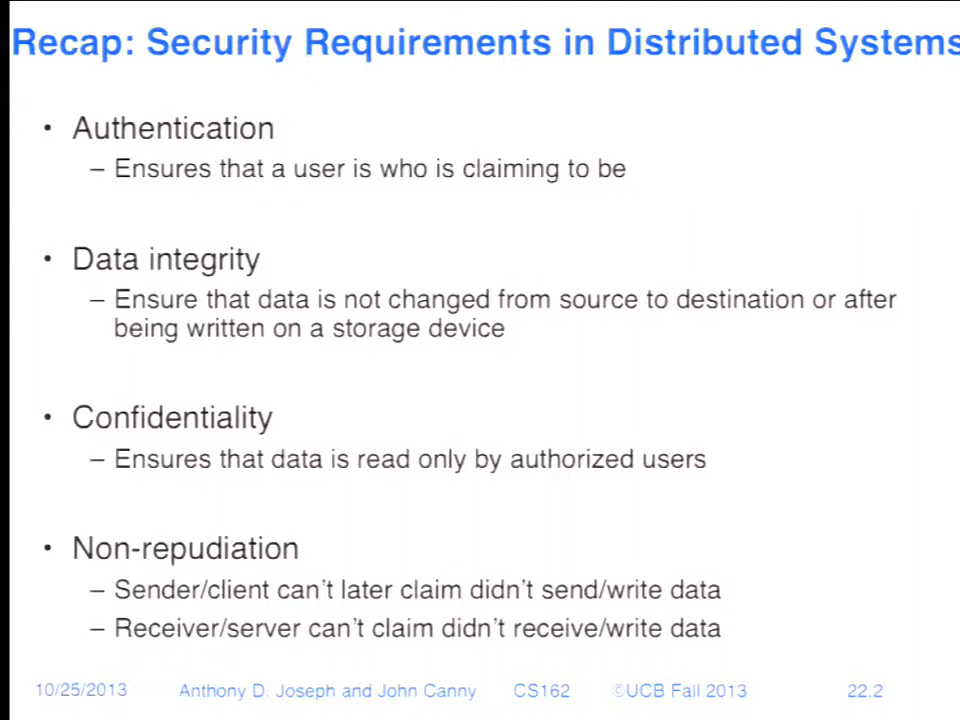 Recap: Security Requirements in Distributed Systems
• Authentication
– Ensures that a user is who is claiming to be
• Data integrity
– Ensure that data is not changed from source to destination or after
being written on a storage device
• Confidentiality
– Ensures that data is read only by authorized users
• Non-repudiation
– Sender/client can't later claim didn't send/write data
– Receiver/server can't claim didn't receive/write data
10/25/2013 Anthony D. Joseph and John Canny CS162 ©UCB Fall 2013 22.2